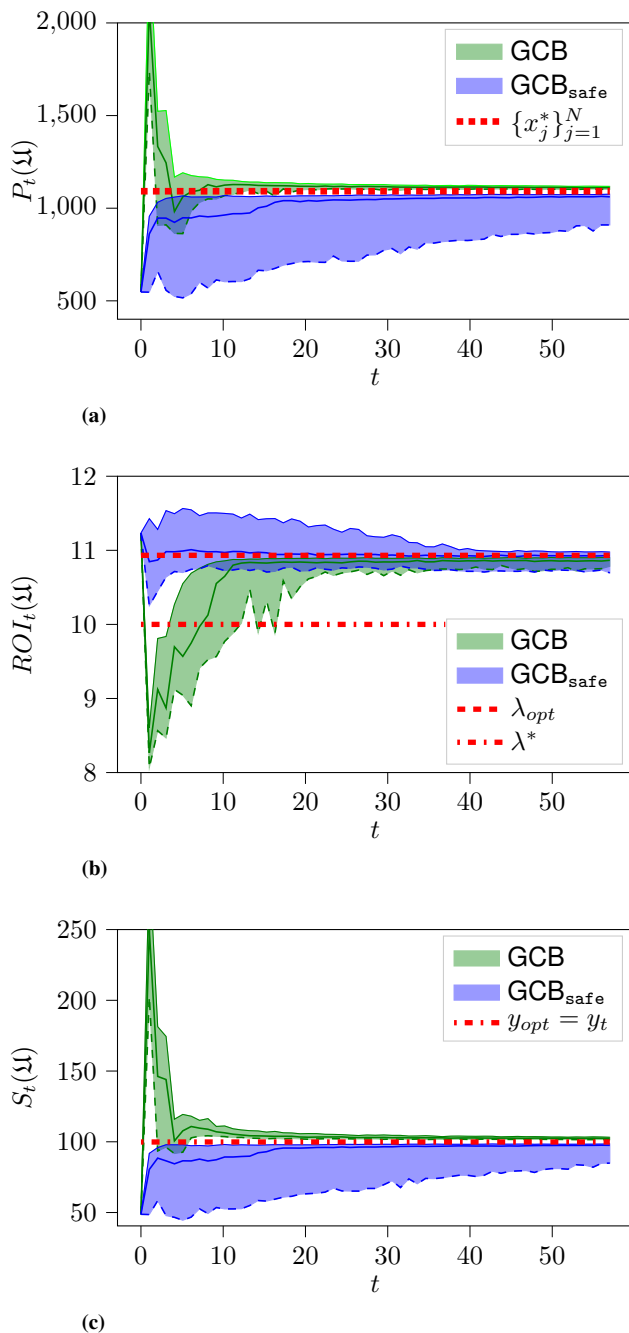 2,000
1,500
1,000
500
P_t(𝔘)
GCB
GCB_safe
{x_j^*}_{j=1}^N
0 10 20 30 40 50
t
(a)
12
11
10
9
8
ROI_t(𝔘)
GCB
GCB_safe
λ_opt
λ^*
0 10 20 30 40 50
t
(b)
250
200
150
100
50
S_t(𝔘)
GCB
GCB_safe
y_opt = y_t
0 10 20 30 40 50
t
(c)